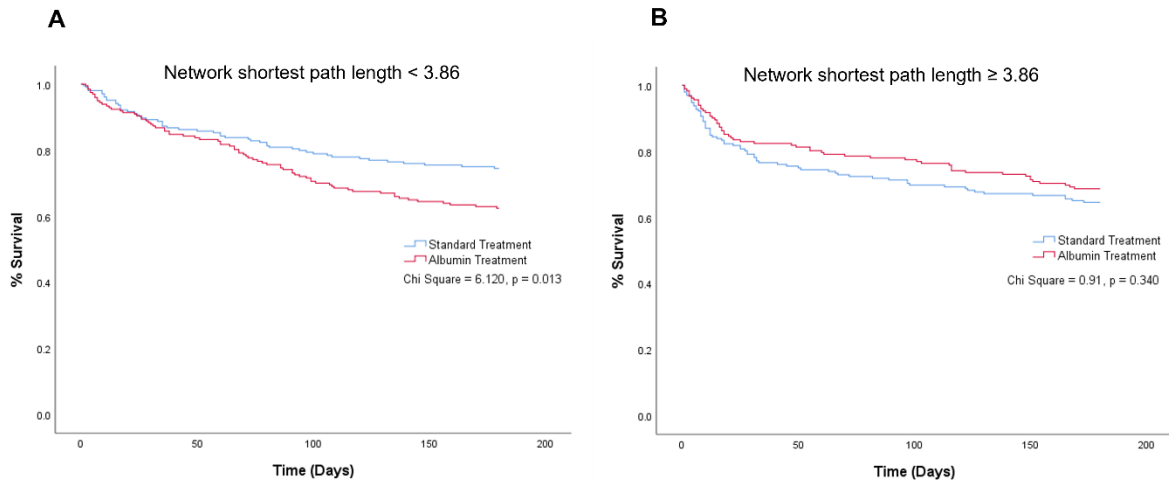 A
Network shortest path length < 3.86
% Survival
1.0
0.8
0.6
0.4
0.2
0.0
Standard Treatment
Albumin Treatment
Chi Square = 6.120, p = 0.013
0 50 100 150 200
Time (Days)
B
Network shortest path length ≥ 3.86
% Survival
1.0
0.8
0.6
0.4
0.2
0.0
Standard Treatment
Albumin Treatment
Chi Square = 0.91, p = 0.340
0 50 100 150 200
Time (Days)